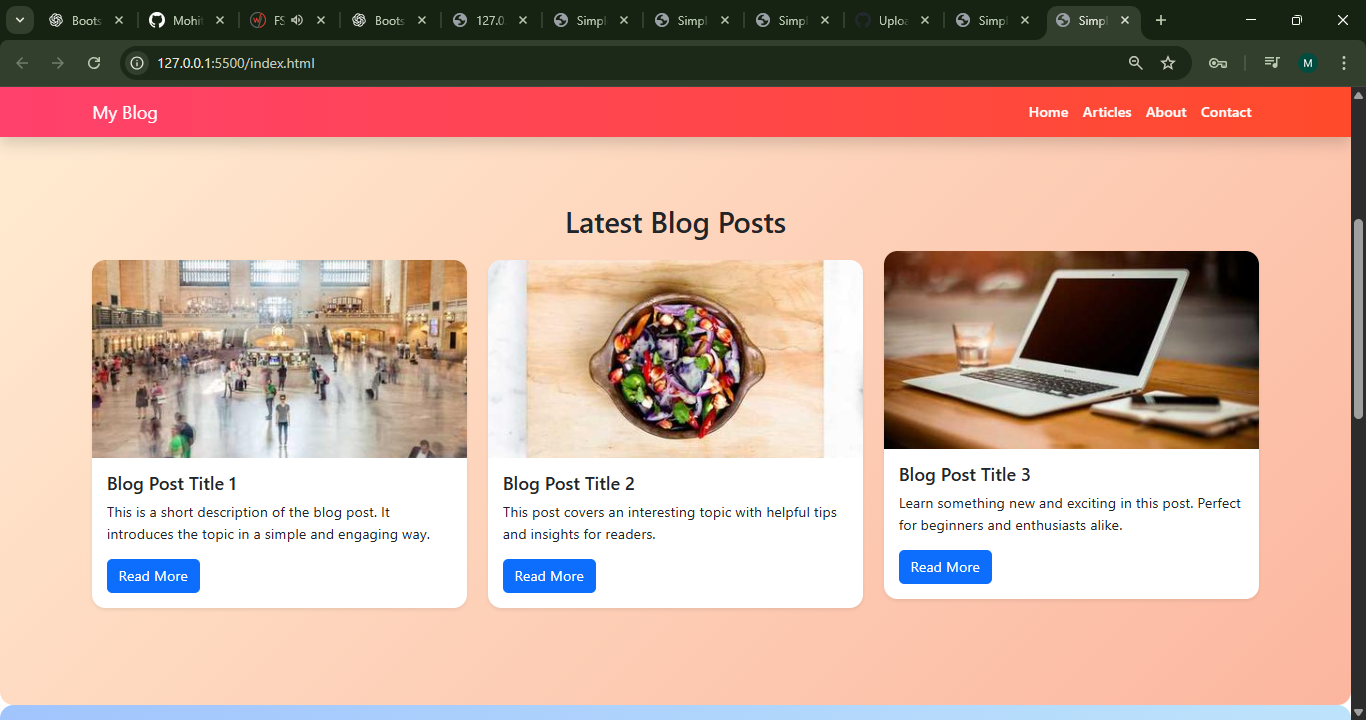 Boots
Mohit
FS
Boots
127.0.
Simpl
Simpl
Simpl
Uploa
Simpl
Simpl
127.0.0.1:5500/index.html
M
My Blog
Home Articles About Contact
Latest Blog Posts
Blog Post Title 1
This is a short description of the blog post. It
introduces the topic in a simple and engaging way.
Read More
Blog Post Title 2
This post covers an interesting topic with helpful tips
and insights for readers.
Read More
Blog Post Title 3
Learn something new and exciting in this post. Perfect
for beginners and enthusiasts alike.
Read More